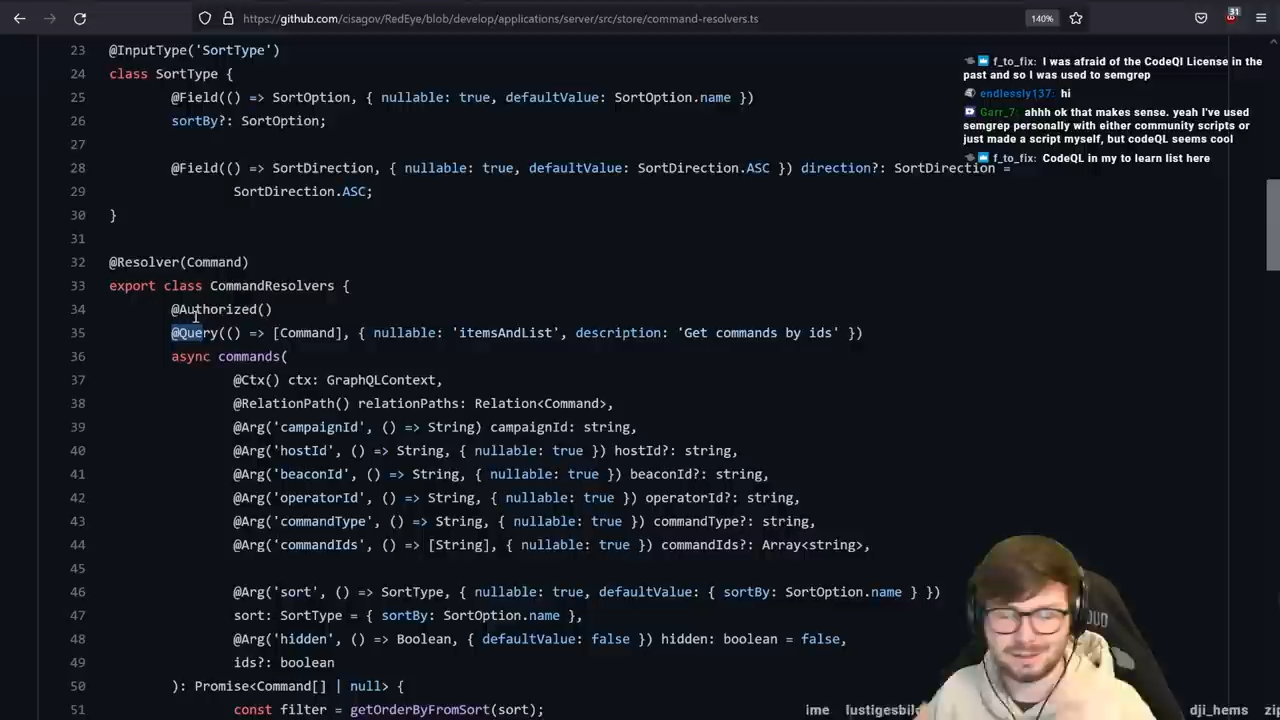 https://github.com/cisagov/RedEye/blob/develop/applications/server/src/store/command-resolvers.ts
140%
31
23 @InputType('SortType')
24 class SortType {
25 @Field(() => SortOption, { nullable: true, defaultValue: SortOption.name })
26 sortBy?: SortOption;
27
28 @Field(() => SortDirection, { nullable: true, defaultValue: SortDirection.ASC }) direction?: SortDirection =
29 SortDirection.ASC;
30 }
31
32 @Resolver(Command)
33 export class CommandResolvers {
34 @Authorized()
35 @Query(() => [Command], { nullable: 'itemsAndList', description: 'Get commands by ids' })
36 async commands(
37 @Ctx() ctx: GraphQLContext,
38 @RelationPath() relationPaths: Relation<Command>,
39 @Arg('campaignId', () => String) campaignId: string,
40 @Arg('hostId', () => String, { nullable: true }) hostId?: string,
41 @Arg('beaconId', () => String, { nullable: true }) beaconId?: string,
42 @Arg('operatorId', () => String, { nullable: true }) operatorId?: string,
43 @Arg('commandType', () => String, { nullable: true }) commandType?: string,
44 @Arg('commandIds', () => [String], { nullable: true }) commandIds?: Array<string>,
45
46 @Arg('sort', () => SortType, { nullable: true, defaultValue: { sortBy: SortOption.name } })
47 sort: SortType = { sortBy: SortOption.name },
48 @Arg('hidden', () => Boolean, { defaultValue: false }) hidden: boolean = false,
49 ids?: boolean
50 ): Promise<Command[] | null> {
51 const filter = getOrderByFromSort(sort);
f_to_fix: I was afraid of the CodeQl License in the
past and so I was used to semgrep
endlessly137: hi
Garr_7: ahhh ok that makes sense. yeah I've used
semgrep personally with either community scripts or
just made a script myself, but codeQL seems cool
f_to_fix: CodeQL in my to learn list here
OUD
ime lustigesbil dji_hems zi